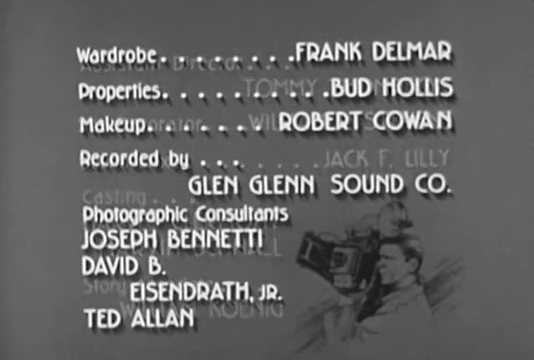 Wardrobe........FRANK DELMAR
Properties..........BUD HOLLIS
Makeup....... ROBERT COWAN
Recorded by ...
JACK F. LILLY
GLEN GLENN SOUND CO.
Casting
Photographic Consultants
JOSEPH BENNETTI
DAVID B.
EISENDRATH, JR.
TED ALLAN